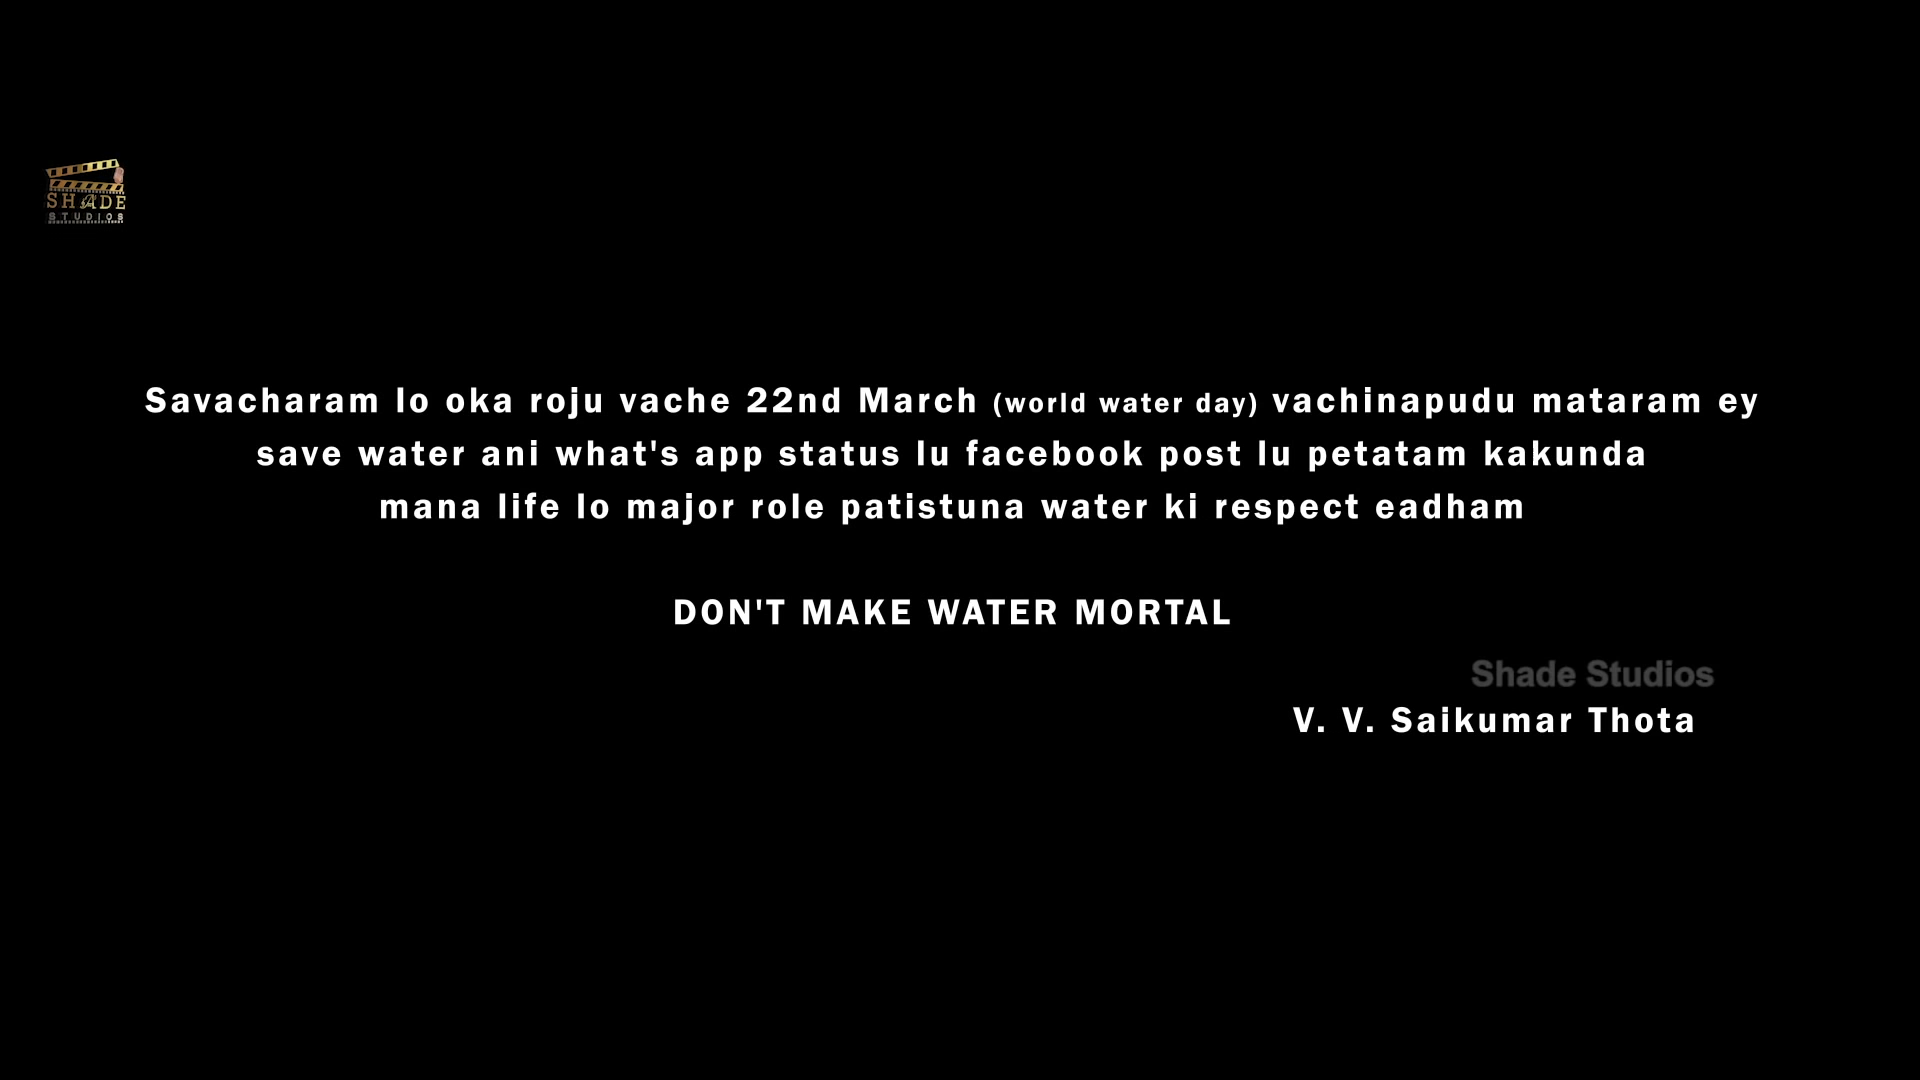 SHADE
STUDIOS
Savacharam lo oka roju vache 22nd March (world water day) vachinapudu mataram ey
save water ani what's app status lu facebook post lu petatam kakunda
mana life lo major role patistuna water ki respect eadham
DON'T MAKE WATER MORTAL
Shade Studios
V. V. Saikumar Thota